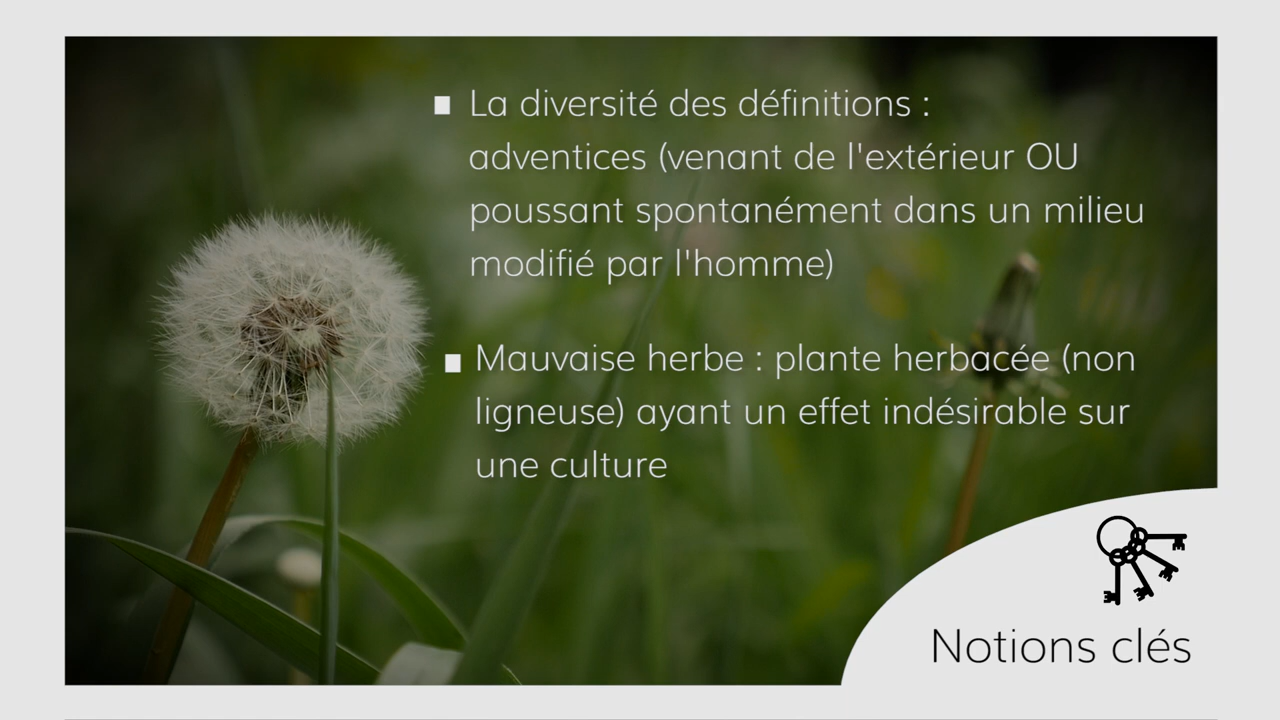 La diversité des définitions :
adventices (venant de l'extérieur OU
poussant spontanément dans un milieu
modifié par l'homme)
Mauvaise herbe : plante herbacée (non
ligneuse) ayant un effet indésirable sur
une culture
Notions clés